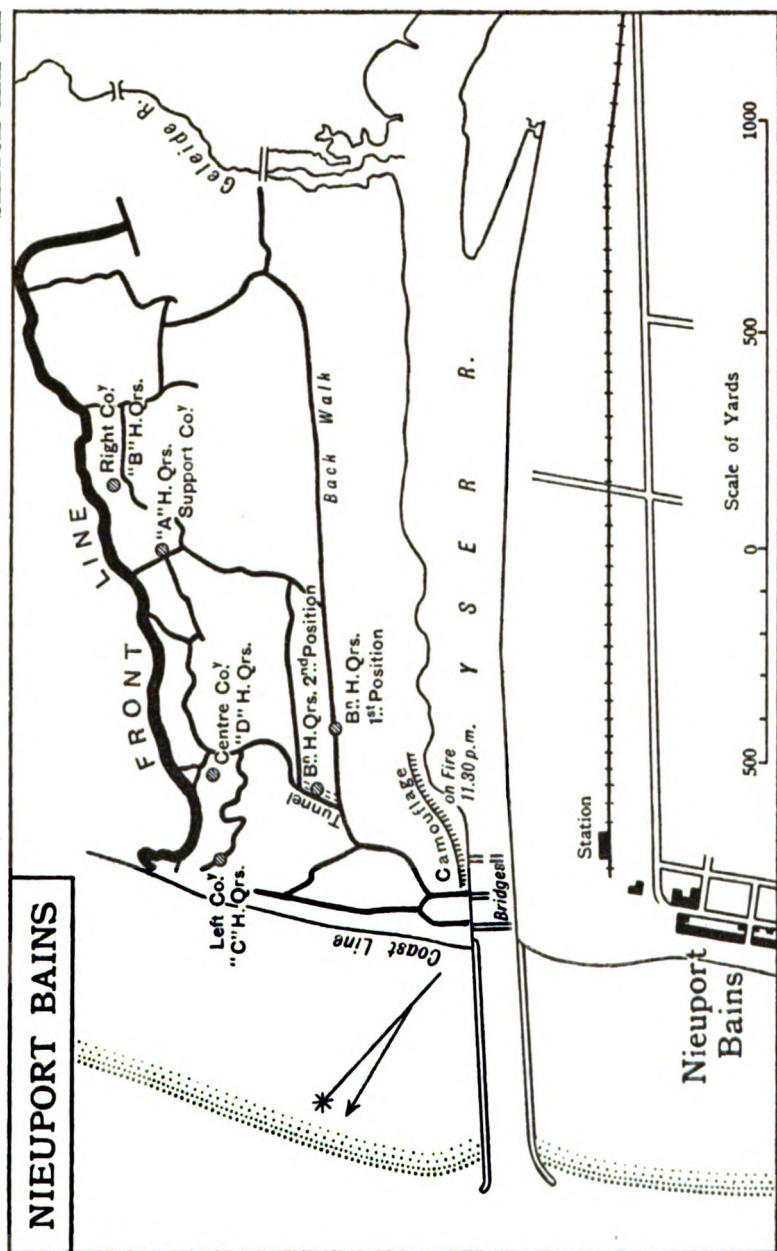 NIEUPORT BAINS
Geleide R.
FRONT LINE
Right Coy.
"B" H.Qrs.
"A" H.Qrs.
Support Coy.
Centre Coy.
"D" H.Qrs.
Left Coy.
"C" H.Qrs.
Bn. H.Qrs. 2nd Position
Tunnel
Back Walk
Bn. H.Qrs.
1st Position
Coast Line
Camouflage
on Fire
11.30 p.m.
YSER R.
Bridges
Station
Nieuport
Bains
Scale of Yards
500 0 500 1000